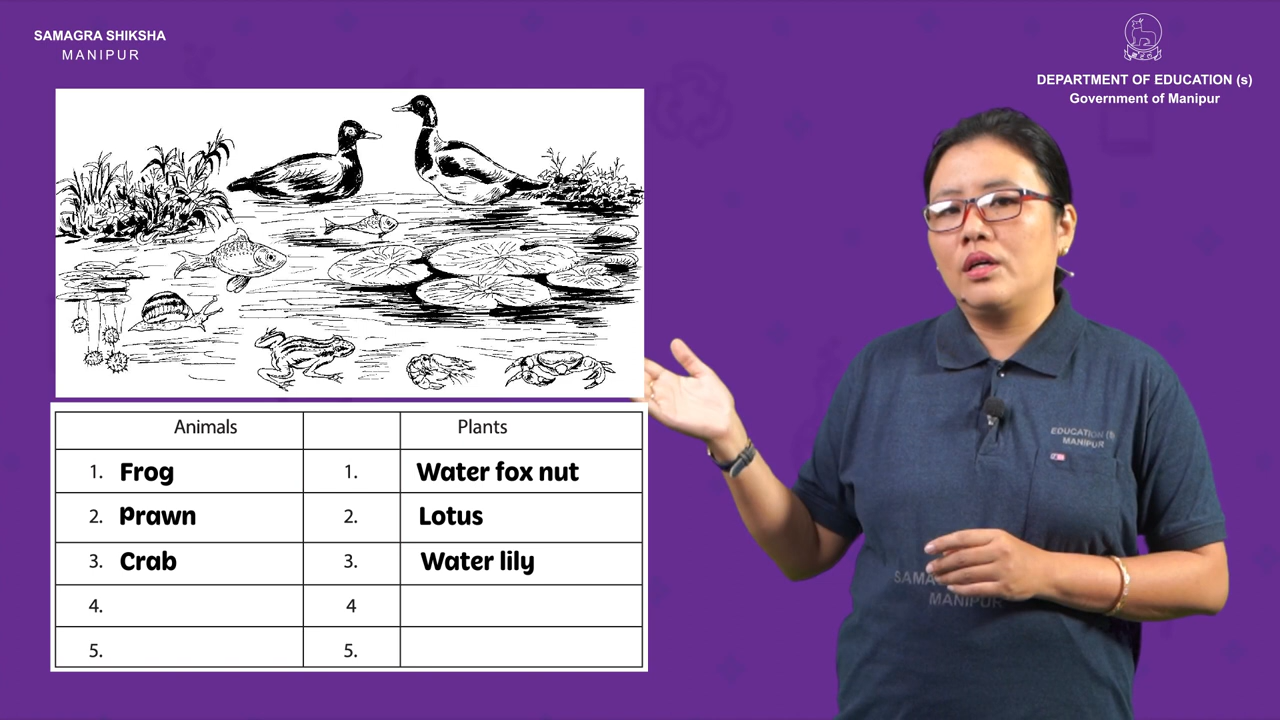 SAMAGRA SHIKSHA
MANIPUR
DEPARTMENT OF EDUCATION (s)
Government of Manipur
Animals Plants
1. Frog 1. Water fox nut
2. Prawn 2. Lotus
3. Crab 3. Water lily
4. 4
5. 5.
EDUCATION (S)
MANIPUR
MANIPUR